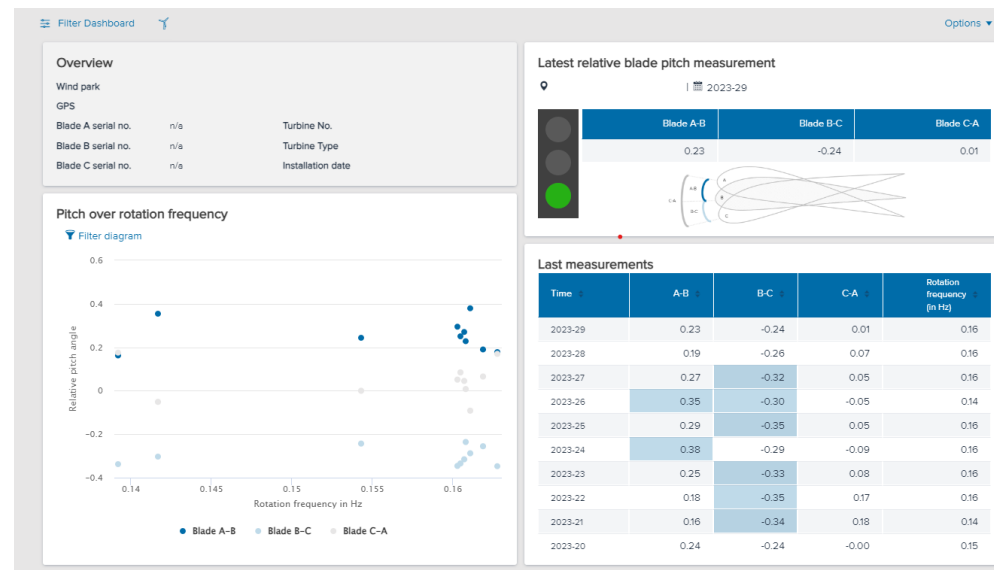 Filter Dashboard
Options
Overview
Wind park
GPS
Blade A serial no. n/a Turbine No.
Blade B serial no. n/a Turbine Type
Blade C serial no. n/a Installation date
Latest relative blade pitch measurement
| 2023-29
Blade A-B Blade B-C Blade C-A
0.23 -0.24 0.01
A
A-B
C-A B
B-C
C
Pitch over rotation frequency
Filter diagram
0.6
0.4
0.2
0
-0.2
-0.4
Relative pitch angle
0.14 0.145 0.15 0.155 0.16
Rotation frequency in Hz
Blade A-B Blade B-C Blade C-A
Last measurements
Time A-B B-C C-A Rotation frequency (in Hz)
2023-29 0.23 -0.24 0.01 0.16
2023-28 0.19 -0.26 0.07 0.16
2023-27 0.27 -0.32 0.05 0.16
2023-26 0.35 -0.30 -0.05 0.14
2023-25 0.29 -0.35 0.05 0.16
2023-24 0.38 -0.29 -0.09 0.16
2023-23 0.25 -0.33 0.08 0.16
2023-22 0.18 -0.35 0.17 0.16
2023-21 0.16 -0.34 0.18 0.14
2023-20 0.24 -0.24 -0.00 0.15